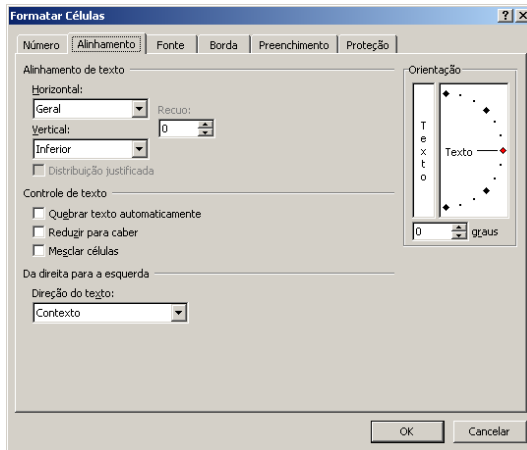 Formatar Células
Número Alinhamento Fonte Borda Preenchimento Proteção
Alinhamento de texto
Horizontal:
Geral
Recuo:
0
Vertical:
Inferior
Distribuição justificada
Controle de texto
Quebrar texto automaticamente
Reduzir para caber
Mesclar células
Da direita para a esquerda
Direção do texto:
Contexto
Orientação
Texto
Texto
0 graus
OK Cancelar